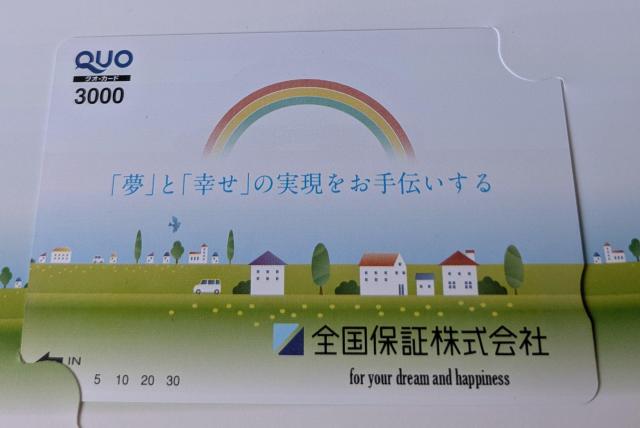 QUO
クオ・カード
3000
「夢」と「幸せ」の実現をお手伝いする
全国保証株式会社
for your dream and happiness
IN
5 10 20 30